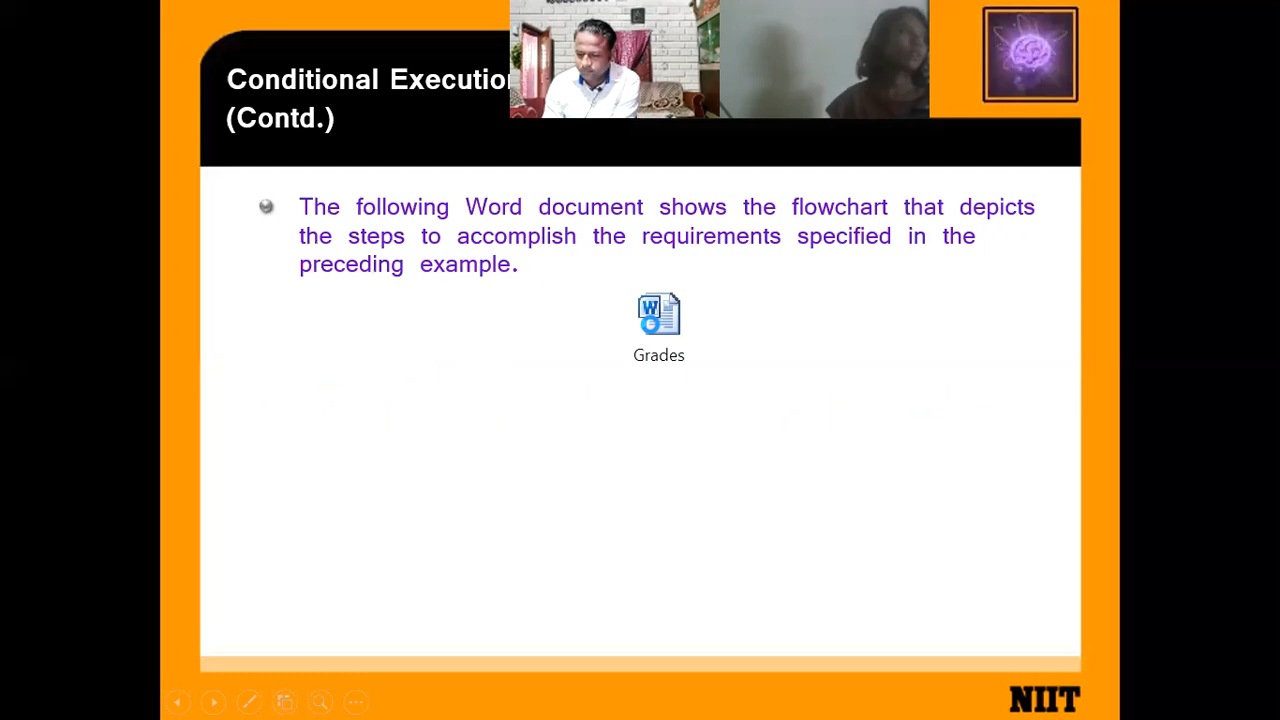 Conditional Execution
(Contd.)
The following Word document shows the flowchart that depicts
the steps to accomplish the requirements specified in the
preceding example.
W
Grades
NIIT